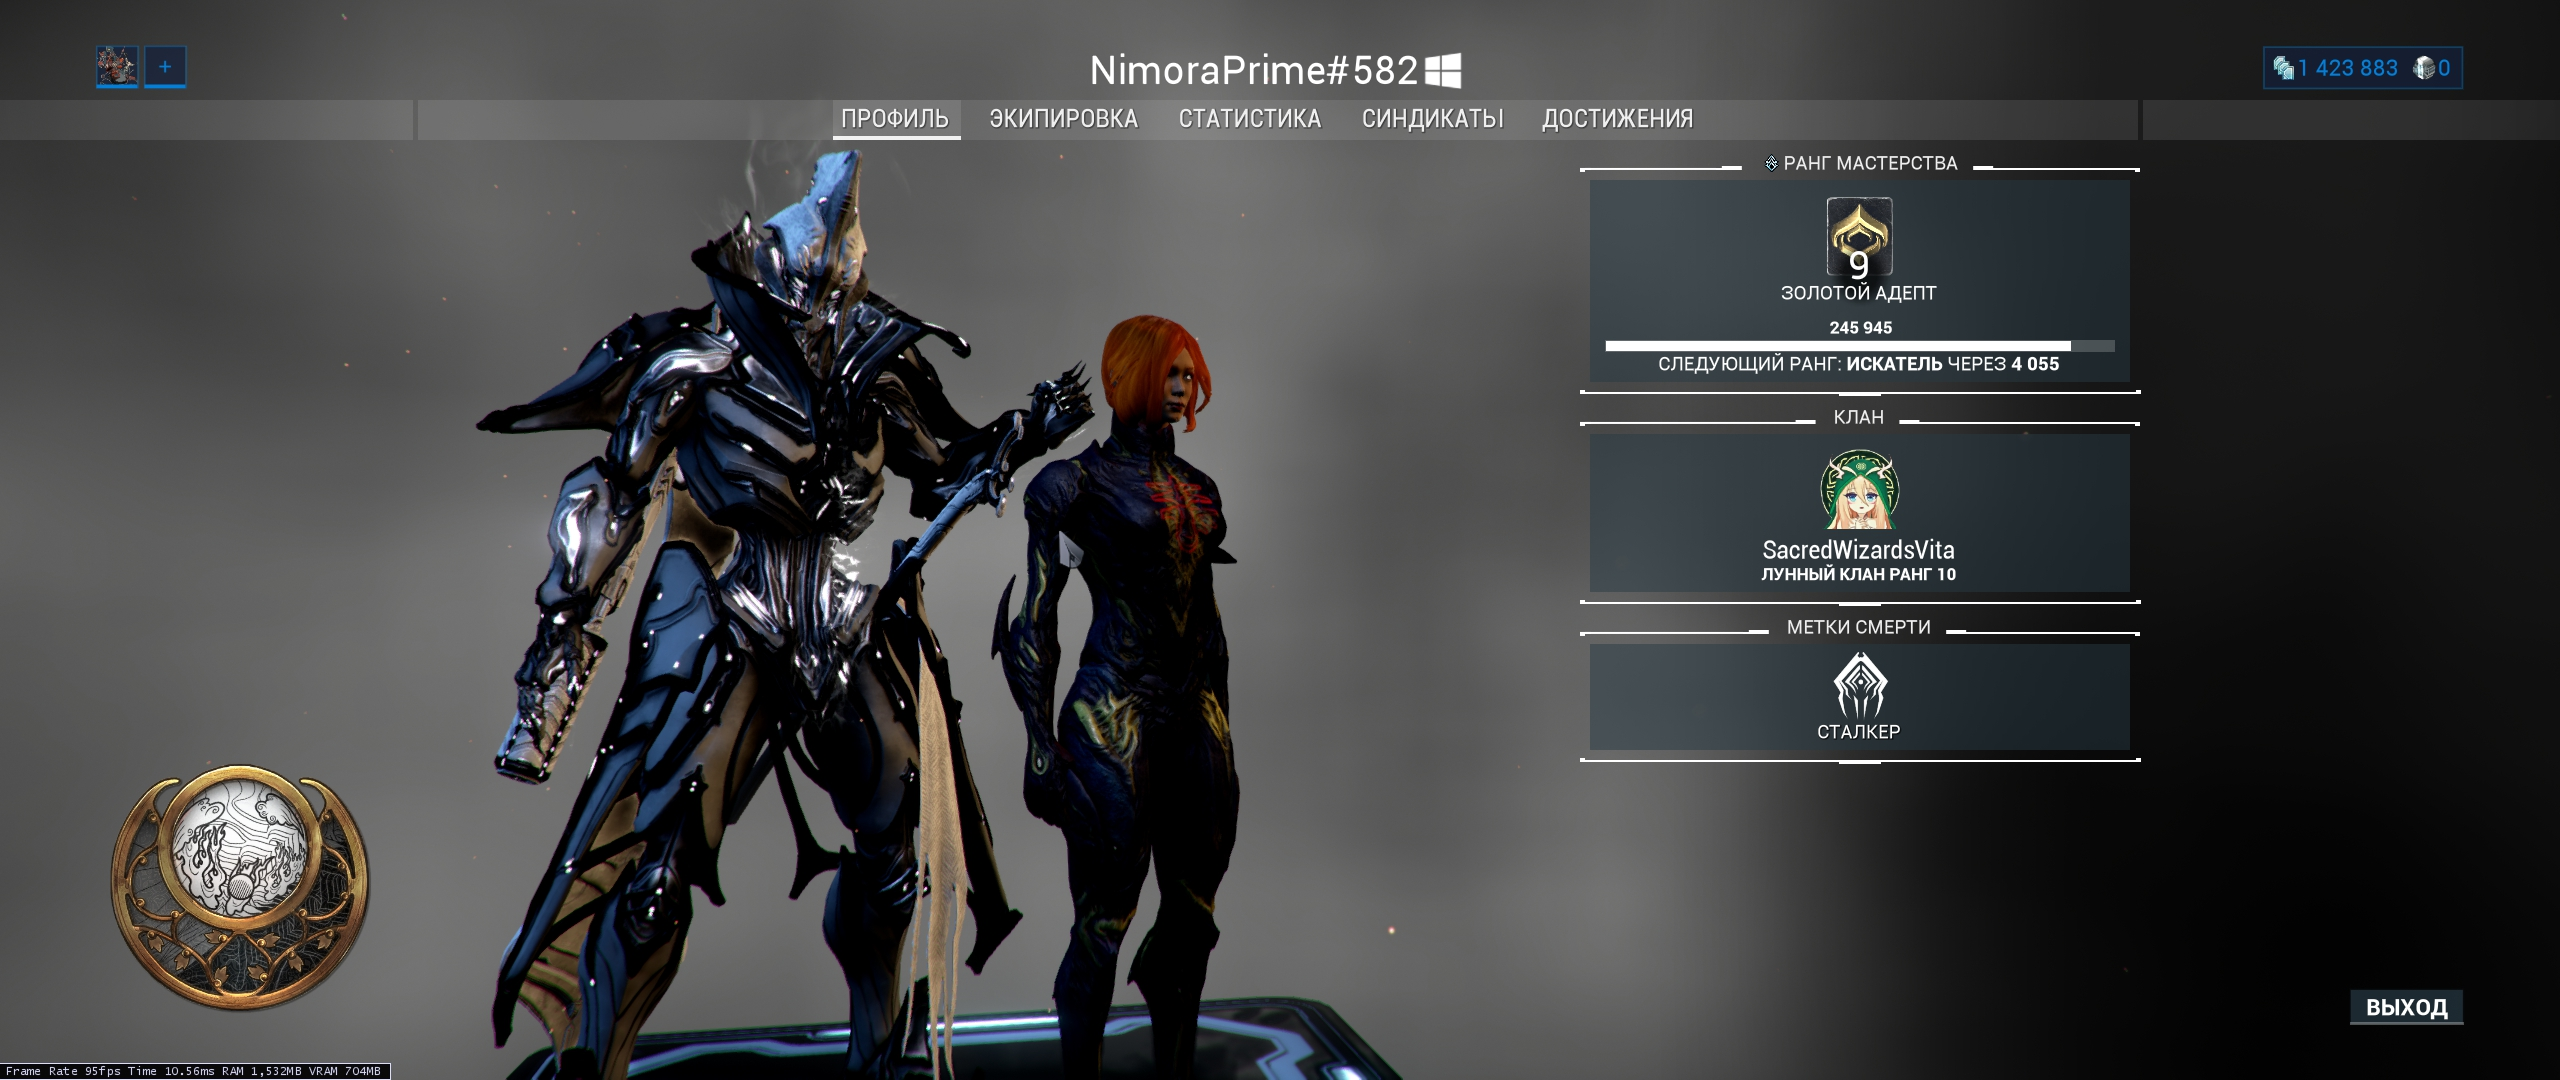 +
NimoraPrime#582
1 423 883 0
ПРОФИЛЬ ЭКИПИРОВКА СТАТИСТИКА СИНДИКАТЫ ДОСТИЖЕНИЯ
РАНГ МАСТЕРСТВА
9
ЗОЛОТОЙ АДЕПТ
245 945
СЛЕДУЮЩИЙ РАНГ: ИСКАТЕЛЬ ЧЕРЕЗ 4 055
КЛАН
SacredWizardsVita
ЛУННЫЙ КЛАН РАНГ 10
МЕТКИ СМЕРТИ
СТАЛКЕР
ВЫХОД
Frame Rate 95fps Time 10.56ms RAM 1,532MB VRAM 704MB